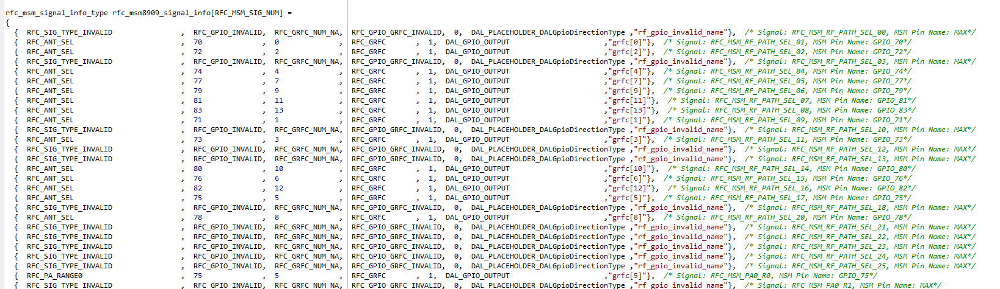 rfc_msm_signal_info_type rfc_msm8909_signal_info[RFC_MSM_SIG_NUM] =
{
{ RFC_SIG_TYPE_INVALID , RFC_GPIO_INVALID, RFC_GRFC_NUM_NA, RFC_GPIO_GRFC_INVALID, 0, DAL_PLACEHOLDER_DALGpioDirectionType ,"rf_gpio_invalid_name"}, /* Signal: RFC_MSM_RF_PATH_SEL_00, MSM Pin Name: MAX*/
{ RFC_ANT_SEL , 70 , 0 , RFC_GRFC , 1, DAL_GPIO_OUTPUT ,"grfc[0]"}, /* Signal: RFC_MSM_RF_PATH_SEL_01, MSM Pin Name: GPIO_70*/
{ RFC_ANT_SEL , 72 , 2 , RFC_GRFC , 1, DAL_GPIO_OUTPUT ,"grfc[2]"}, /* Signal: RFC_MSM_RF_PATH_SEL_02, MSM Pin Name: GPIO_72*/
{ RFC_SIG_TYPE_INVALID , RFC_GPIO_INVALID, RFC_GRFC_NUM_NA, RFC_GPIO_GRFC_INVALID, 0, DAL_PLACEHOLDER_DALGpioDirectionType ,"rf_gpio_invalid_name"}, /* Signal: RFC_MSM_RF_PATH_SEL_03, MSM Pin Name: MAX*/
{ RFC_ANT_SEL , 74 , 4 , RFC_GRFC , 1, DAL_GPIO_OUTPUT ,"grfc[4]"}, /* Signal: RFC_MSM_RF_PATH_SEL_04, MSM Pin Name: GPIO_74*/
{ RFC_ANT_SEL , 77 , 7 , RFC_GRFC , 1, DAL_GPIO_OUTPUT ,"grfc[7]"}, /* Signal: RFC_MSM_RF_PATH_SEL_05, MSM Pin Name: GPIO_77*/
{ RFC_ANT_SEL , 79 , 9 , RFC_GRFC , 1, DAL_GPIO_OUTPUT ,"grfc[9]"}, /* Signal: RFC_MSM_RF_PATH_SEL_06, MSM Pin Name: GPIO_79*/
{ RFC_ANT_SEL , 81 , 11 , RFC_GRFC , 1, DAL_GPIO_OUTPUT ,"grfc[11]"}, /* Signal: RFC_MSM_RF_PATH_SEL_07, MSM Pin Name: GPIO_81*/
{ RFC_ANT_SEL , 83 , 13 , RFC_GRFC , 1, DAL_GPIO_OUTPUT ,"grfc[13]"}, /* Signal: RFC_MSM_RF_PATH_SEL_08, MSM Pin Name: GPIO_83*/
{ RFC_ANT_SEL , 71 , 1 , RFC_GRFC , 1, DAL_GPIO_OUTPUT ,"grfc[1]"}, /* Signal: RFC_MSM_RF_PATH_SEL_09, MSM Pin Name: GPIO_71*/
{ RFC_SIG_TYPE_INVALID , RFC_GPIO_INVALID, RFC_GRFC_NUM_NA, RFC_GPIO_GRFC_INVALID, 0, DAL_PLACEHOLDER_DALGpioDirectionType ,"rf_gpio_invalid_name"}, /* Signal: RFC_MSM_RF_PATH_SEL_10, MSM Pin Name: MAX*/
{ RFC_ANT_SEL , 73 , 3 , RFC_GRFC , 1, DAL_GPIO_OUTPUT ,"grfc[3]"}, /* Signal: RFC_MSM_RF_PATH_SEL_11, MSM Pin Name: GPIO_73*/
{ RFC_SIG_TYPE_INVALID , RFC_GPIO_INVALID, RFC_GRFC_NUM_NA, RFC_GPIO_GRFC_INVALID, 0, DAL_PLACEHOLDER_DALGpioDirectionType ,"rf_gpio_invalid_name"}, /* Signal: RFC_MSM_RF_PATH_SEL_12, MSM Pin Name: MAX*/
{ RFC_SIG_TYPE_INVALID , RFC_GPIO_INVALID, RFC_GRFC_NUM_NA, RFC_GPIO_GRFC_INVALID, 0, DAL_PLACEHOLDER_DALGpioDirectionType ,"rf_gpio_invalid_name"}, /* Signal: RFC_MSM_RF_PATH_SEL_13, MSM Pin Name: MAX*/
{ RFC_ANT_SEL , 80 , 10 , RFC_GRFC , 1, DAL_GPIO_OUTPUT ,"grfc[10]"}, /* Signal: RFC_MSM_RF_PATH_SEL_14, MSM Pin Name: GPIO_80*/
{ RFC_ANT_SEL , 76 , 6 , RFC_GRFC , 1, DAL_GPIO_OUTPUT ,"grfc[6]"}, /* Signal: RFC_MSM_RF_PATH_SEL_15, MSM Pin Name: GPIO_76*/
{ RFC_ANT_SEL , 82 , 12 , RFC_GRFC , 1, DAL_GPIO_OUTPUT ,"grfc[12]"}, /* Signal: RFC_MSM_RF_PATH_SEL_16, MSM Pin Name: GPIO_82*/
{ RFC_ANT_SEL , 75 , 5 , RFC_GRFC , 1, DAL_GPIO_OUTPUT ,"grfc[5]"}, /* Signal: RFC_MSM_RF_PATH_SEL_17, MSM Pin Name: GPIO_75*/
{ RFC_SIG_TYPE_INVALID , RFC_GPIO_INVALID, RFC_GRFC_NUM_NA, RFC_GPIO_GRFC_INVALID, 0, DAL_PLACEHOLDER_DALGpioDirectionType ,"rf_gpio_invalid_name"}, /* Signal: RFC_MSM_RF_PATH_SEL_18, MSM Pin Name: MAX*/
{ RFC_ANT_SEL , 78 , 8 , RFC_GRFC , 1, DAL_GPIO_OUTPUT ,"grfc[8]"}, /* Signal: RFC_MSM_RF_PATH_SEL_20, MSM Pin Name: GPIO_78*/
{ RFC_SIG_TYPE_INVALID , RFC_GPIO_INVALID, RFC_GRFC_NUM_NA, RFC_GPIO_GRFC_INVALID, 0, DAL_PLACEHOLDER_DALGpioDirectionType ,"rf_gpio_invalid_name"}, /* Signal: RFC_MSM_RF_PATH_SEL_21, MSM Pin Name: MAX*/
{ RFC_SIG_TYPE_INVALID , RFC_GPIO_INVALID, RFC_GRFC_NUM_NA, RFC_GPIO_GRFC_INVALID, 0, DAL_PLACEHOLDER_DALGpioDirectionType ,"rf_gpio_invalid_name"}, /* Signal: RFC_MSM_RF_PATH_SEL_22, MSM Pin Name: MAX*/
{ RFC_SIG_TYPE_INVALID , RFC_GPIO_INVALID, RFC_GRFC_NUM_NA, RFC_GPIO_GRFC_INVALID, 0, DAL_PLACEHOLDER_DALGpioDirectionType ,"rf_gpio_invalid_name"}, /* Signal: RFC_MSM_RF_PATH_SEL_23, MSM Pin Name: MAX*/
{ RFC_SIG_TYPE_INVALID , RFC_GPIO_INVALID, RFC_GRFC_NUM_NA, RFC_GPIO_GRFC_INVALID, 0, DAL_PLACEHOLDER_DALGpioDirectionType ,"rf_gpio_invalid_name"}, /* Signal: RFC_MSM_RF_PATH_SEL_24, MSM Pin Name: MAX*/
{ RFC_SIG_TYPE_INVALID , RFC_GPIO_INVALID, RFC_GRFC_NUM_NA, RFC_GPIO_GRFC_INVALID, 0, DAL_PLACEHOLDER_DALGpioDirectionType ,"rf_gpio_invalid_name"}, /* Signal: RFC_MSM_RF_PATH_SEL_25, MSM Pin Name: MAX*/
{ RFC_PA_RANGE0 , 75 , 5 , RFC_GRFC , 1, DAL_GPIO_OUTPUT ,"grfc[5]"}, /* Signal: RFC_MSM_PA0_R0, MSM Pin Name: GPIO_75*/
{ RFC_SIG_TYPE_INVALID , RFC_GPIO_INVALID, RFC_GRFC_NUM_NA, RFC_GPIO_GRFC_INVALID, 0, DAL_PLACEHOLDER_DALGpioDirectionType ,"rf_gpio_invalid_name"}, /* Signal: RFC_MSM_PA0_R1, MSM Pin Name: MAX*/